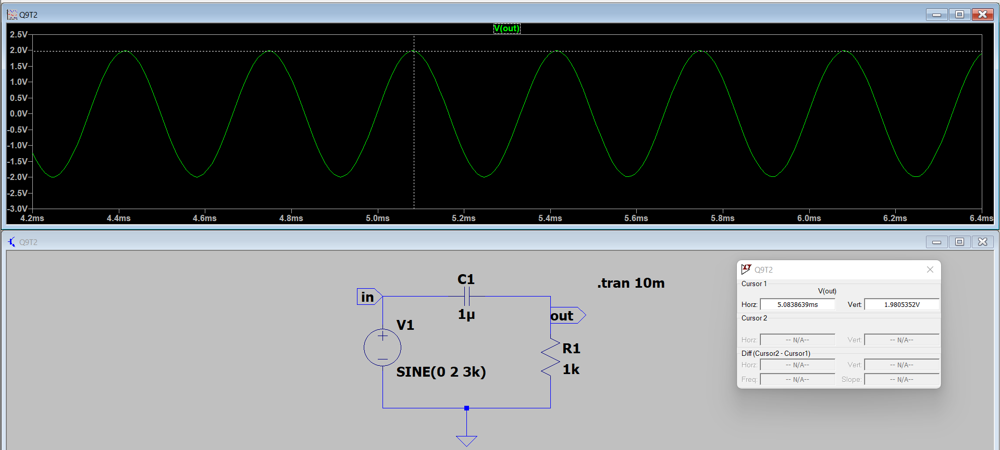 Q9T2
V(out)
2.5V
2.0V
1.5V
1.0V
0.5V
0.0V
-0.5V
-1.0V
-1.5V
-2.0V
-2.5V
-3.0V
4.2ms 4.4ms 4.6ms 4.8ms 5.0ms 5.2ms 5.4ms 5.6ms 5.8ms 6.0ms 6.2ms 6.4ms
Q9T2
C1
in
1µ
out
V1
SINE(0 2 3k)
R1
1k
.tran 10m
Q9T2
Cursor 1
V(out)
Horz: 5.0838639ms Vert: 1.9805352V
Cursor 2
Horz: -- N/A-- Vert: -- N/A--
Diff (Cursor2 - Cursor1)
Horz: -- N/A-- Vert: -- N/A--
Freq: -- N/A-- Slope: -- N/A--